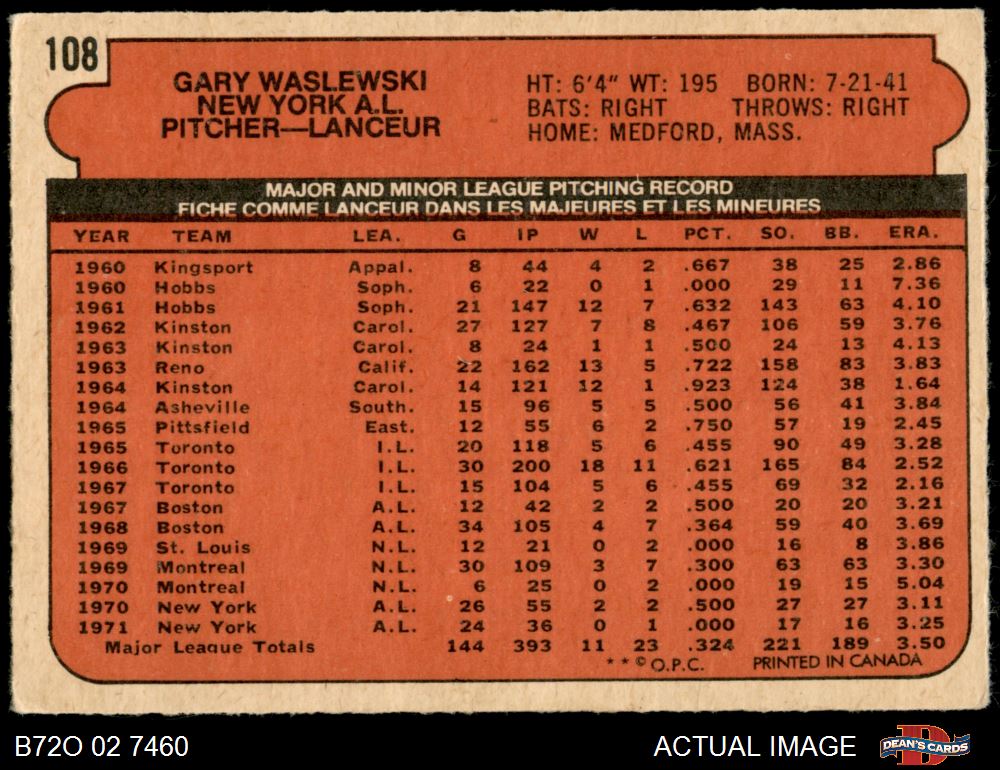 108
GARY WASLEWSKI
NEW YORK A.L.
PITCHER—LANCEUR
HT: 6'4" WT: 195 BORN: 7-21-41
BATS: RIGHT THROWS: RIGHT
HOME: MEDFORD, MASS.
MAJOR AND MINOR LEAGUE PITCHING RECORD
FICHE COMME LANCEUR DANS LES MAJEURES ET LES MINEURES
YEAR TEAM LEA. G IP W L PCT. SO. BB. ERA.
1960 Kingsport Appal. 8 44 4 2 .667 38 25 2.86
1960 Hobbs Soph. 6 22 0 1 .000 29 11 7.36
1961 Hobbs Soph. 21 147 12 7 .632 143 63 4.10
1962 Kinston Carol. 27 127 7 8 .467 106 59 3.76
1963 Kinston Carol. 8 24 1 1 .500 24 13 4.13
1963 Reno Calif. 22 162 13 5 .722 158 83 3.83
1964 Kinston Carol. 14 121 12 1 .923 124 38 1.64
1964 Asheville South. 15 96 5 5 .500 56 41 3.84
1965 Pittsfield East. 12 55 6 2 .750 57 19 2.45
1965 Toronto I.L. 20 118 5 6 .455 90 49 3.28
1966 Toronto I.L. 30 200 18 11 .621 165 84 2.52
1967 Toronto I.L. 15 104 5 6 .455 69 32 2.16
1967 Boston A.L. 12 42 2 2 .500 20 20 3.21
1968 Boston A.L. 34 105 4 7 .364 59 40 3.69
1969 St. Louis N.L. 12 21 0 2 .000 16 8 3.86
1969 Montreal N.L. 30 109 3 7 .300 63 63 3.30
1970 Montreal N.L. 6 25 0 2 .000 19 15 5.04
1970 New York A.L. 26 55 2 2 .500 27 27 3.11
1971 New York A.L. 24 36 0 1 .000 17 16 3.25
Major League Totals 144 393 11 23 .324 221 189 3.50
* * © O.P.C. PRINTED IN CANADA
B72O 02 7460
ACTUAL IMAGE
DEAN'S CARDS